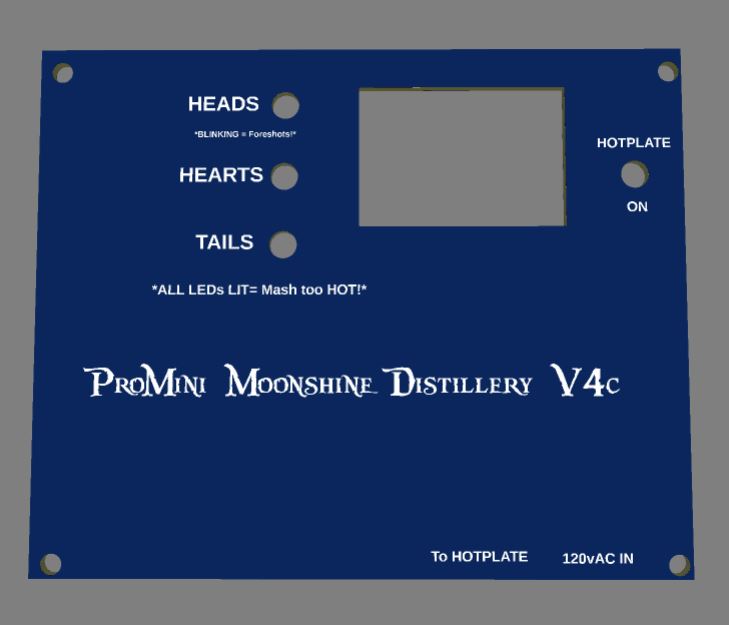 HEADS
*BLINKING = Foreshots!*
HEARTS
TAILS
*ALL LEDs LIT= Mash too HOT!*
HOTPLATE
ON
ProMini Moonshine Distillery V4c
To HOTPLATE
120vAC IN